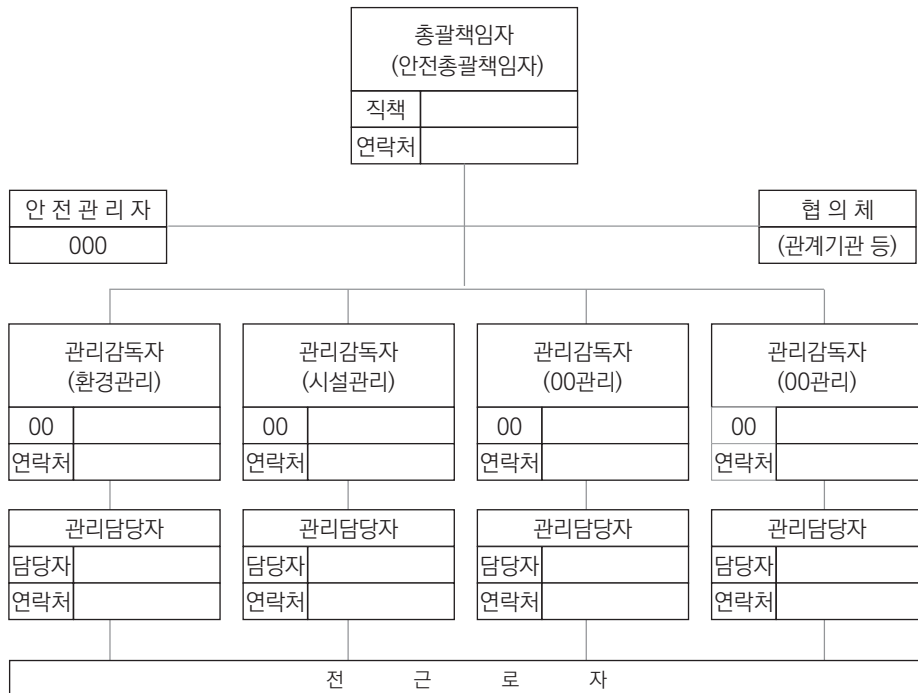 총괄책임자
(안전총괄책임자)
직책
연락처
안 전 관 리 자
000
협 의 체
(관계기관 등)
관리감독자
(환경관리)
00
연락처
관리감독자
(시설관리)
00
연락처
관리감독자
(00관리)
00
연락처
관리감독자
(00관리)
00
연락처
관리담당자
담당자
연락처
관리담당자
담당자
연락처
관리담당자
담당자
연락처
관리담당자
담당자
연락처
전 근 로 자